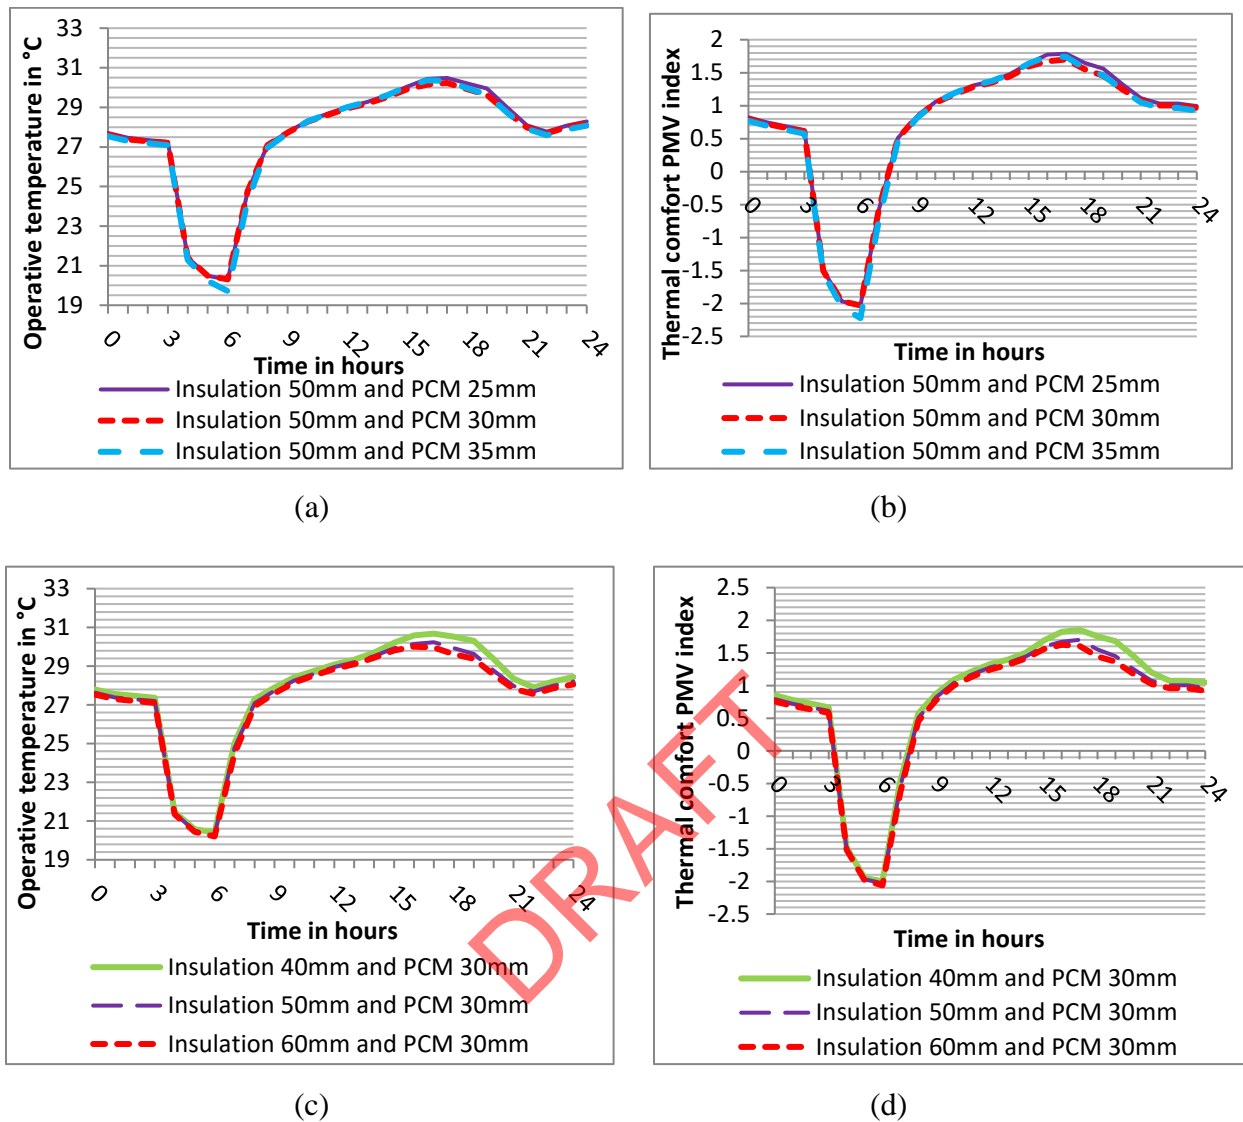 Operative temperature in °C
33
31
29
27
25
23
21
19
0 3 6 9 12 15 18 21 24
Time in hours
Insulation 50mm and PCM 25mm
Insulation 50mm and PCM 30mm
Insulation 50mm and PCM 35mm
(a)
Thermal comfort PMV index
2
1.5
1
0.5
0
-0.5
-1
-1.5
-2
-2.5
0 3 6 9 12 15 18 21 24
Time in hours
Insulation 50mm and PCM 25mm
Insulation 50mm and PCM 30mm
Insulation 50mm and PCM 35mm
(b)
Operative temperature in °C
33
31
29
27
25
23
21
19
0 3 6 9 12 15 18 21 24
Time in hours
Insulation 40mm and PCM 30mm
Insulation 50mm and PCM 30mm
Insulation 60mm and PCM 30mm
(c)
Thermal comfort PMV index
2.5
2
1.5
1
0.5
0
-0.5
-1
-1.5
-2
-2.5
0 3 6 9 12 15 18 21 24
Time in hours
Insulation 40mm and PCM 30mm
Insulation 50mm and PCM 30mm
Insulation 60mm and PCM 30mm
(d)
DRAFT